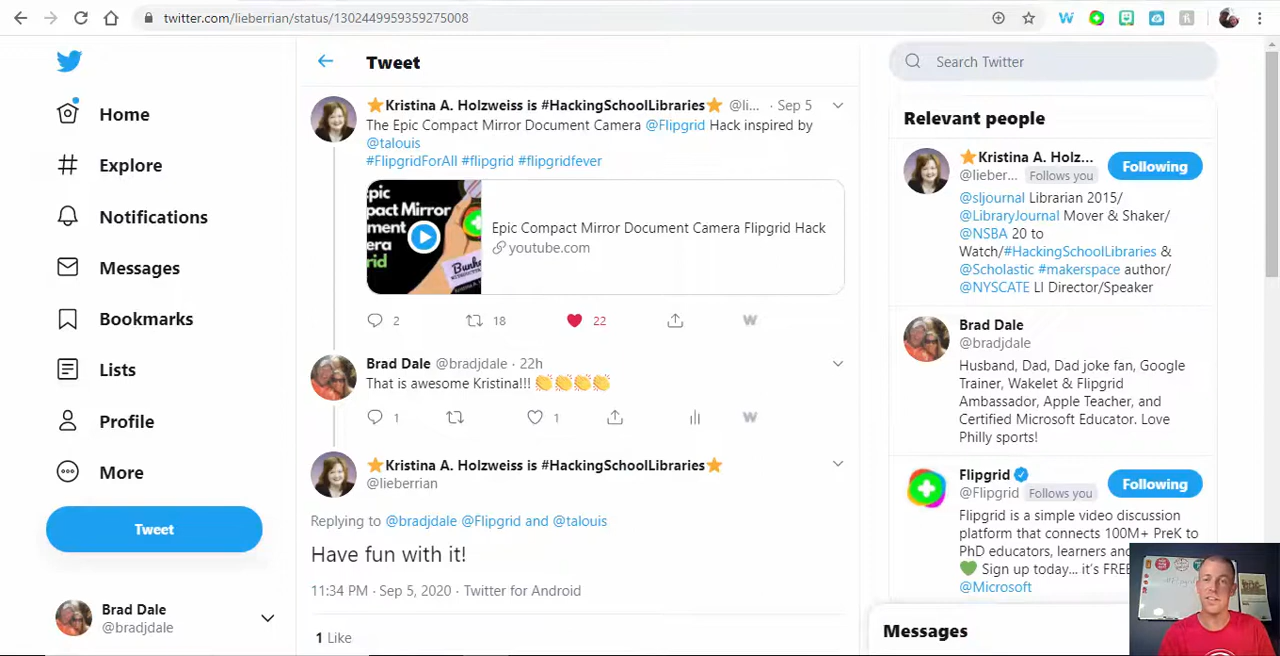 twitter.com/lieberrian/status/1302449959359275008
Home
Explore
Notifications
Messages
Bookmarks
Lists
Profile
More
Tweet
Brad Dale
@bradjdale
Tweet
Kristina A. Holzweiss is #HackingSchoolLibraries @li... · Sep 5
The Epic Compact Mirror Document Camera @Flipgrid Hack inspired by
@talouis
#FlipgridForAll #flipgrid #flipgridfever
Epic Compact Mirror Document Camera Flipgrid Hack
youtube.com
2 18 22 W
Brad Dale @bradjdale · 22h
That is awesome Kristina!!! 👏👏👏👏
1 1 W
Kristina A. Holzweiss is #HackingSchoolLibraries
@lieberrian
Replying to @bradjdale @Flipgrid and @talouis
Have fun with it!
11:34 PM · Sep 5, 2020 · Twitter for Android
1 Like
Search Twitter
Relevant people
Kristina A. Holz...
@lieber... Follows you
Following
@sljournal Librarian 2015/
@LibraryJournal Mover & Shaker/
@NSBA 20 to
Watch/#HackingSchoolLibraries &
@Scholastic #makerspace author/
@NYSCATE LI Director/Speaker
Brad Dale
@bradjdale
Husband, Dad, Dad joke fan, Google
Trainer, Wakelet & Flipgrid
Ambassador, Apple Teacher, and
Certified Microsoft Educator. Love
Philly sports!
Flipgrid
@Flipgrid Follows you
Following
Flipgrid is a simple video discussion
platform that connects 100M+ PreK to
PhD educators, learners and
💚 Sign up today... it's FREE
@Microsoft
Messages